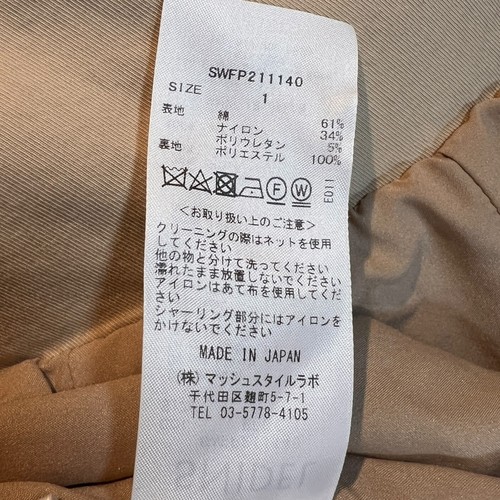 SWFP211140
SIZE 1
表地 綿 61%
ナイロン 34%
ポリウレタン 5%
裏地 ポリエステル 100%
F W E011
<お取り扱い上のご注意>
クリーニングの際はネットを使用
してください
他の物と分けて洗ってください
濡れたまま放置しないでください
アイロンはあて布を使用してくだ
さい
シャーリング部分にはアイロンを
かけないでください
MADE IN JAPAN
(株)マッシュスタイルラボ
千代田区麹町5-7-1
TEL 03-5778-4105
SNIDEL